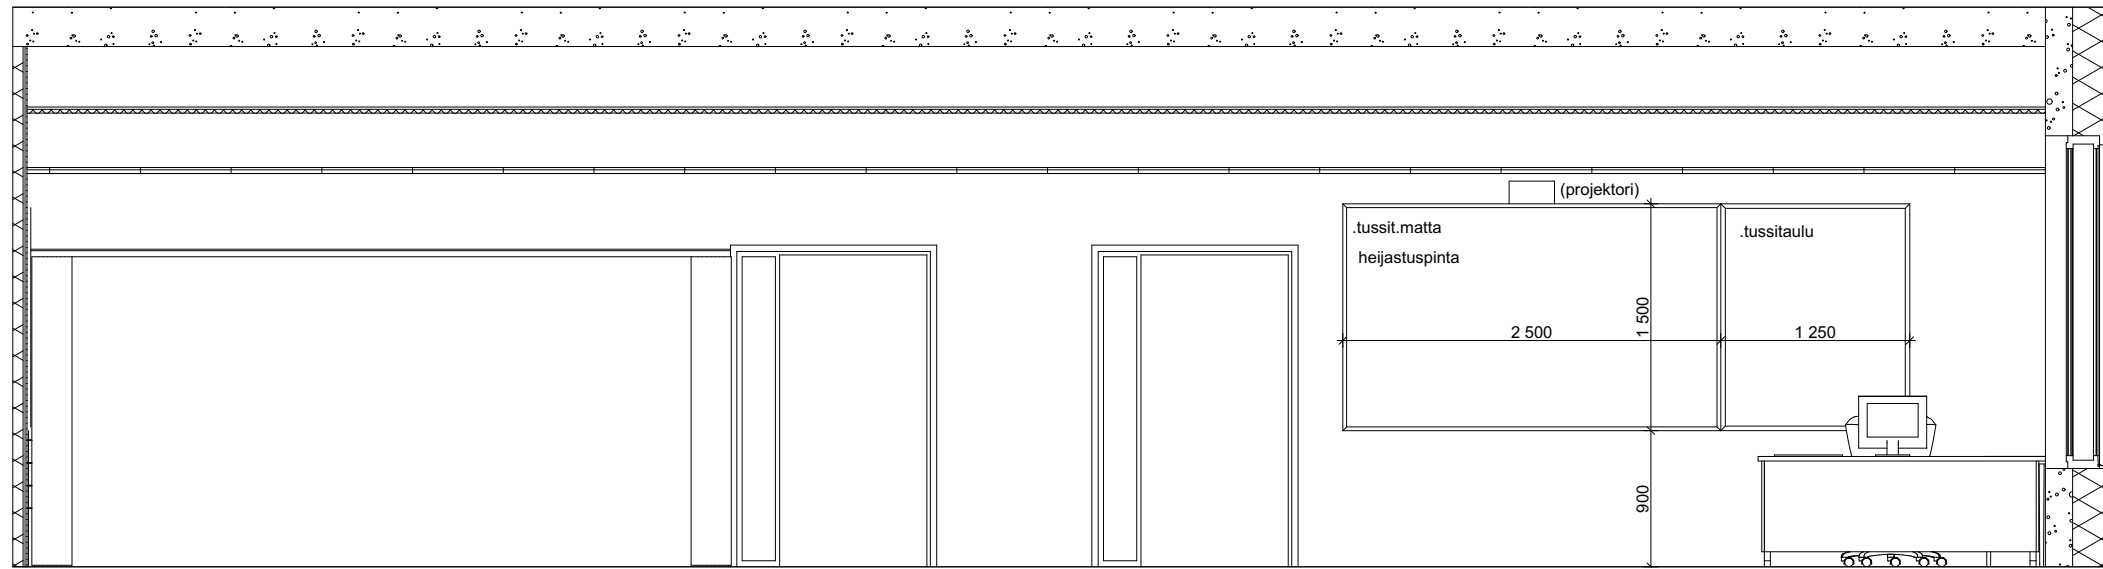 (projektori)
.tussit.matta
heijastuspinta
.tussitaulu
2 500
1 500
1 250
900